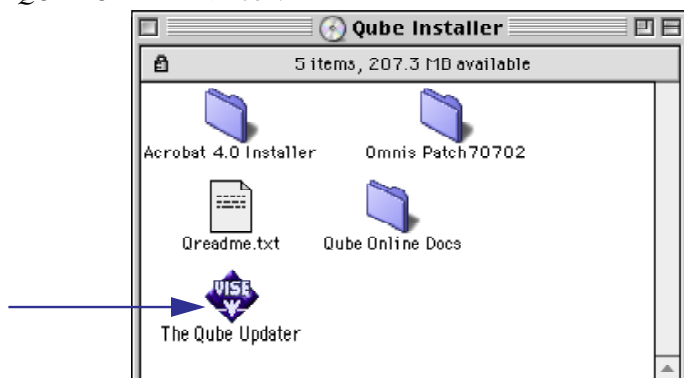 Qube Installer
5 items, 207.3 MB available
Acrobat 4.0 Installer
Omnis Patch70702
Qreadme.txt
Qube Online Docs
VISE
The Qube Updater